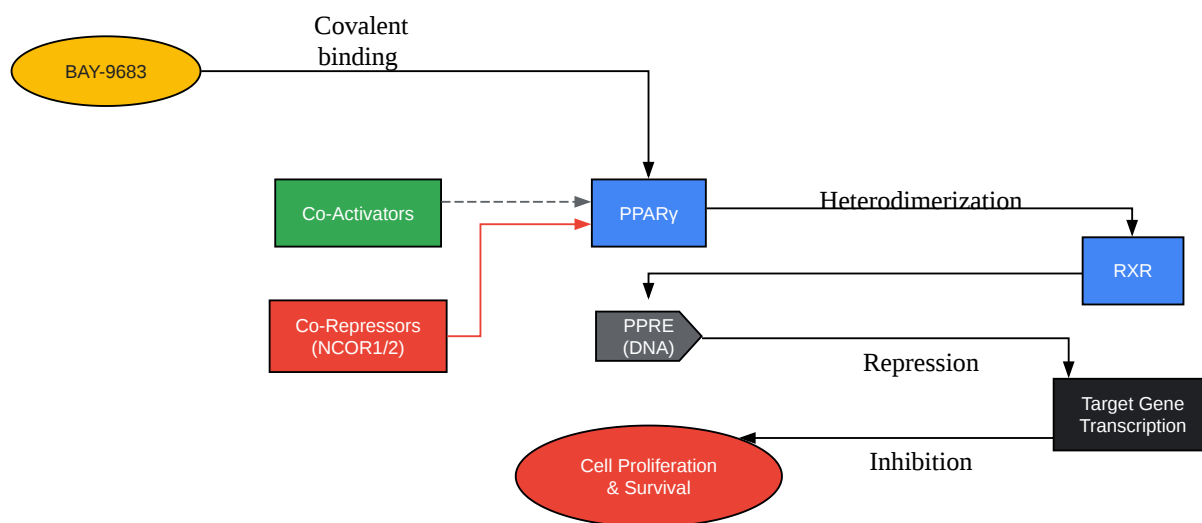 Covalent
binding
BAY-9683
Co-Activators
PPARγ
Heterodimerization
RXR
Co-Repressors
(NCOR1/2)
PPRE
(DNA)
Repression
Target Gene
Transcription
Cell Proliferation
& Survival
Inhibition